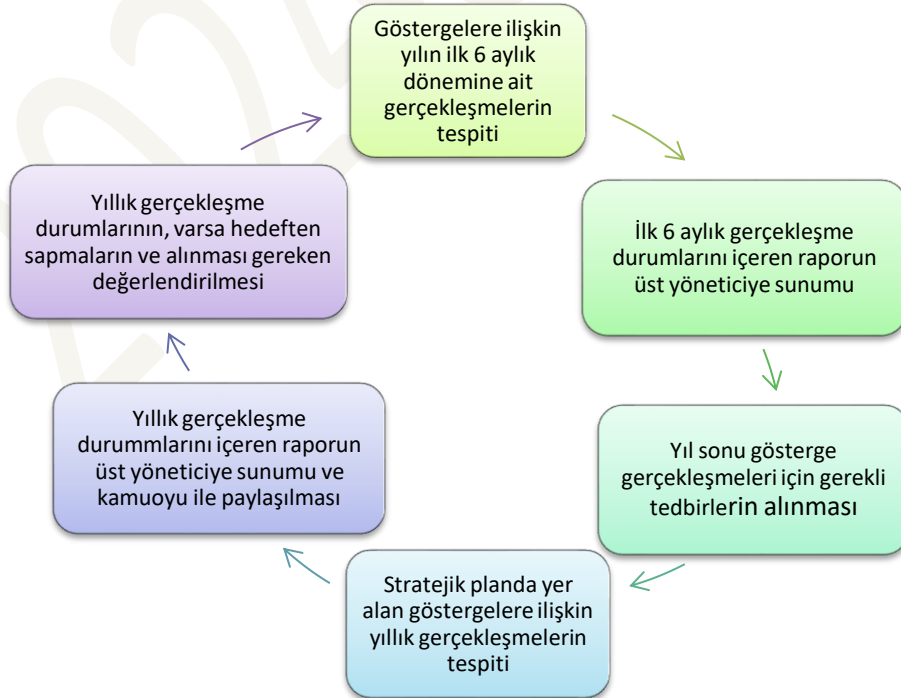 Göstergelere ilişkin
yılın ilk 6 aylık
dönemine ait
gerçekleşmelerin
tespiti
İlk 6 aylık gerçekleşme
durumlarını içeren raporun
üst yöneticiye sunumu
Yıl sonu gösterge
gerçekleşmeleri için gerekli
tedbirlerin alınması
Stratejik planda yer
alan göstergelere ilişkin
yıllık gerçekleşmelerin
tespiti
Yıllık gerçekleşme
durummlarını içeren raporun
üst yöneticiye sunumu ve
kamuoyu ile paylaşılması
Yıllık gerçekleşme
durumlarının, varsa hedeften
sapmaların ve alınması gereken
değerlendirilmesi